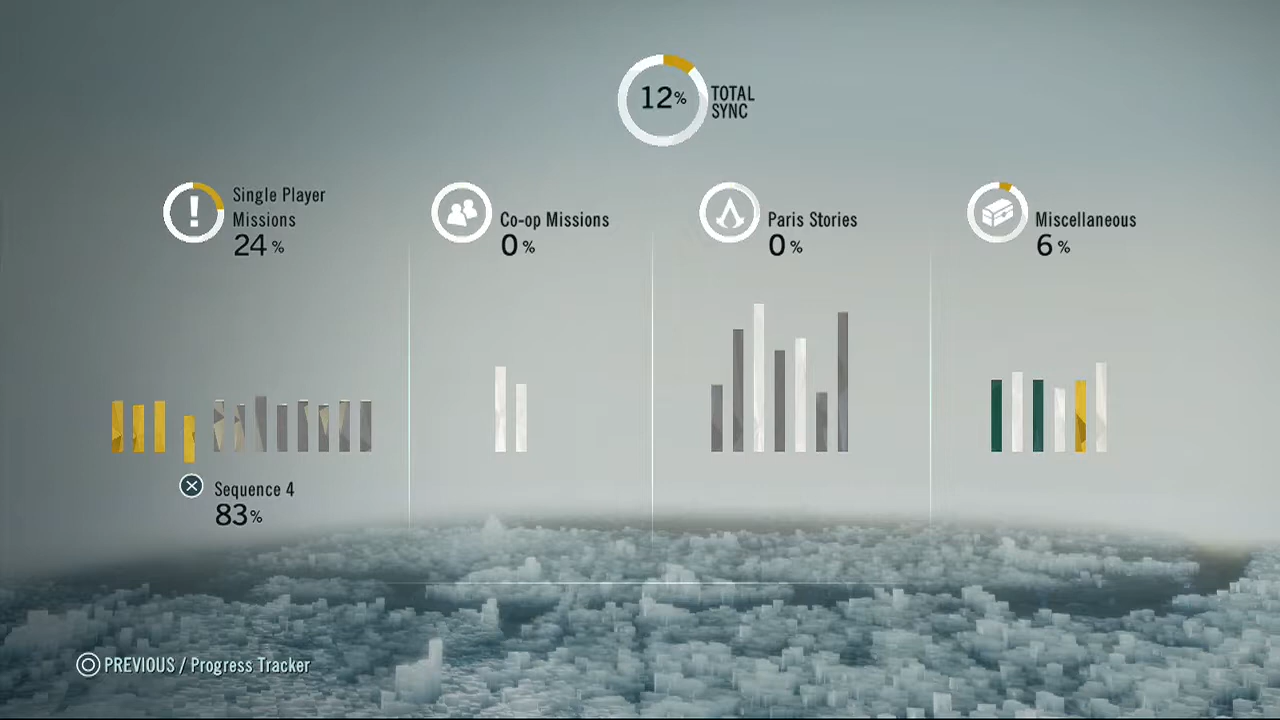 12%
TOTAL
SYNC
Single Player
Missions
24 %
Co-op Missions
0 %
Paris Stories
0 %
Miscellaneous
6 %
Sequence 4
83%
PREVIOUS / Progress Tracker